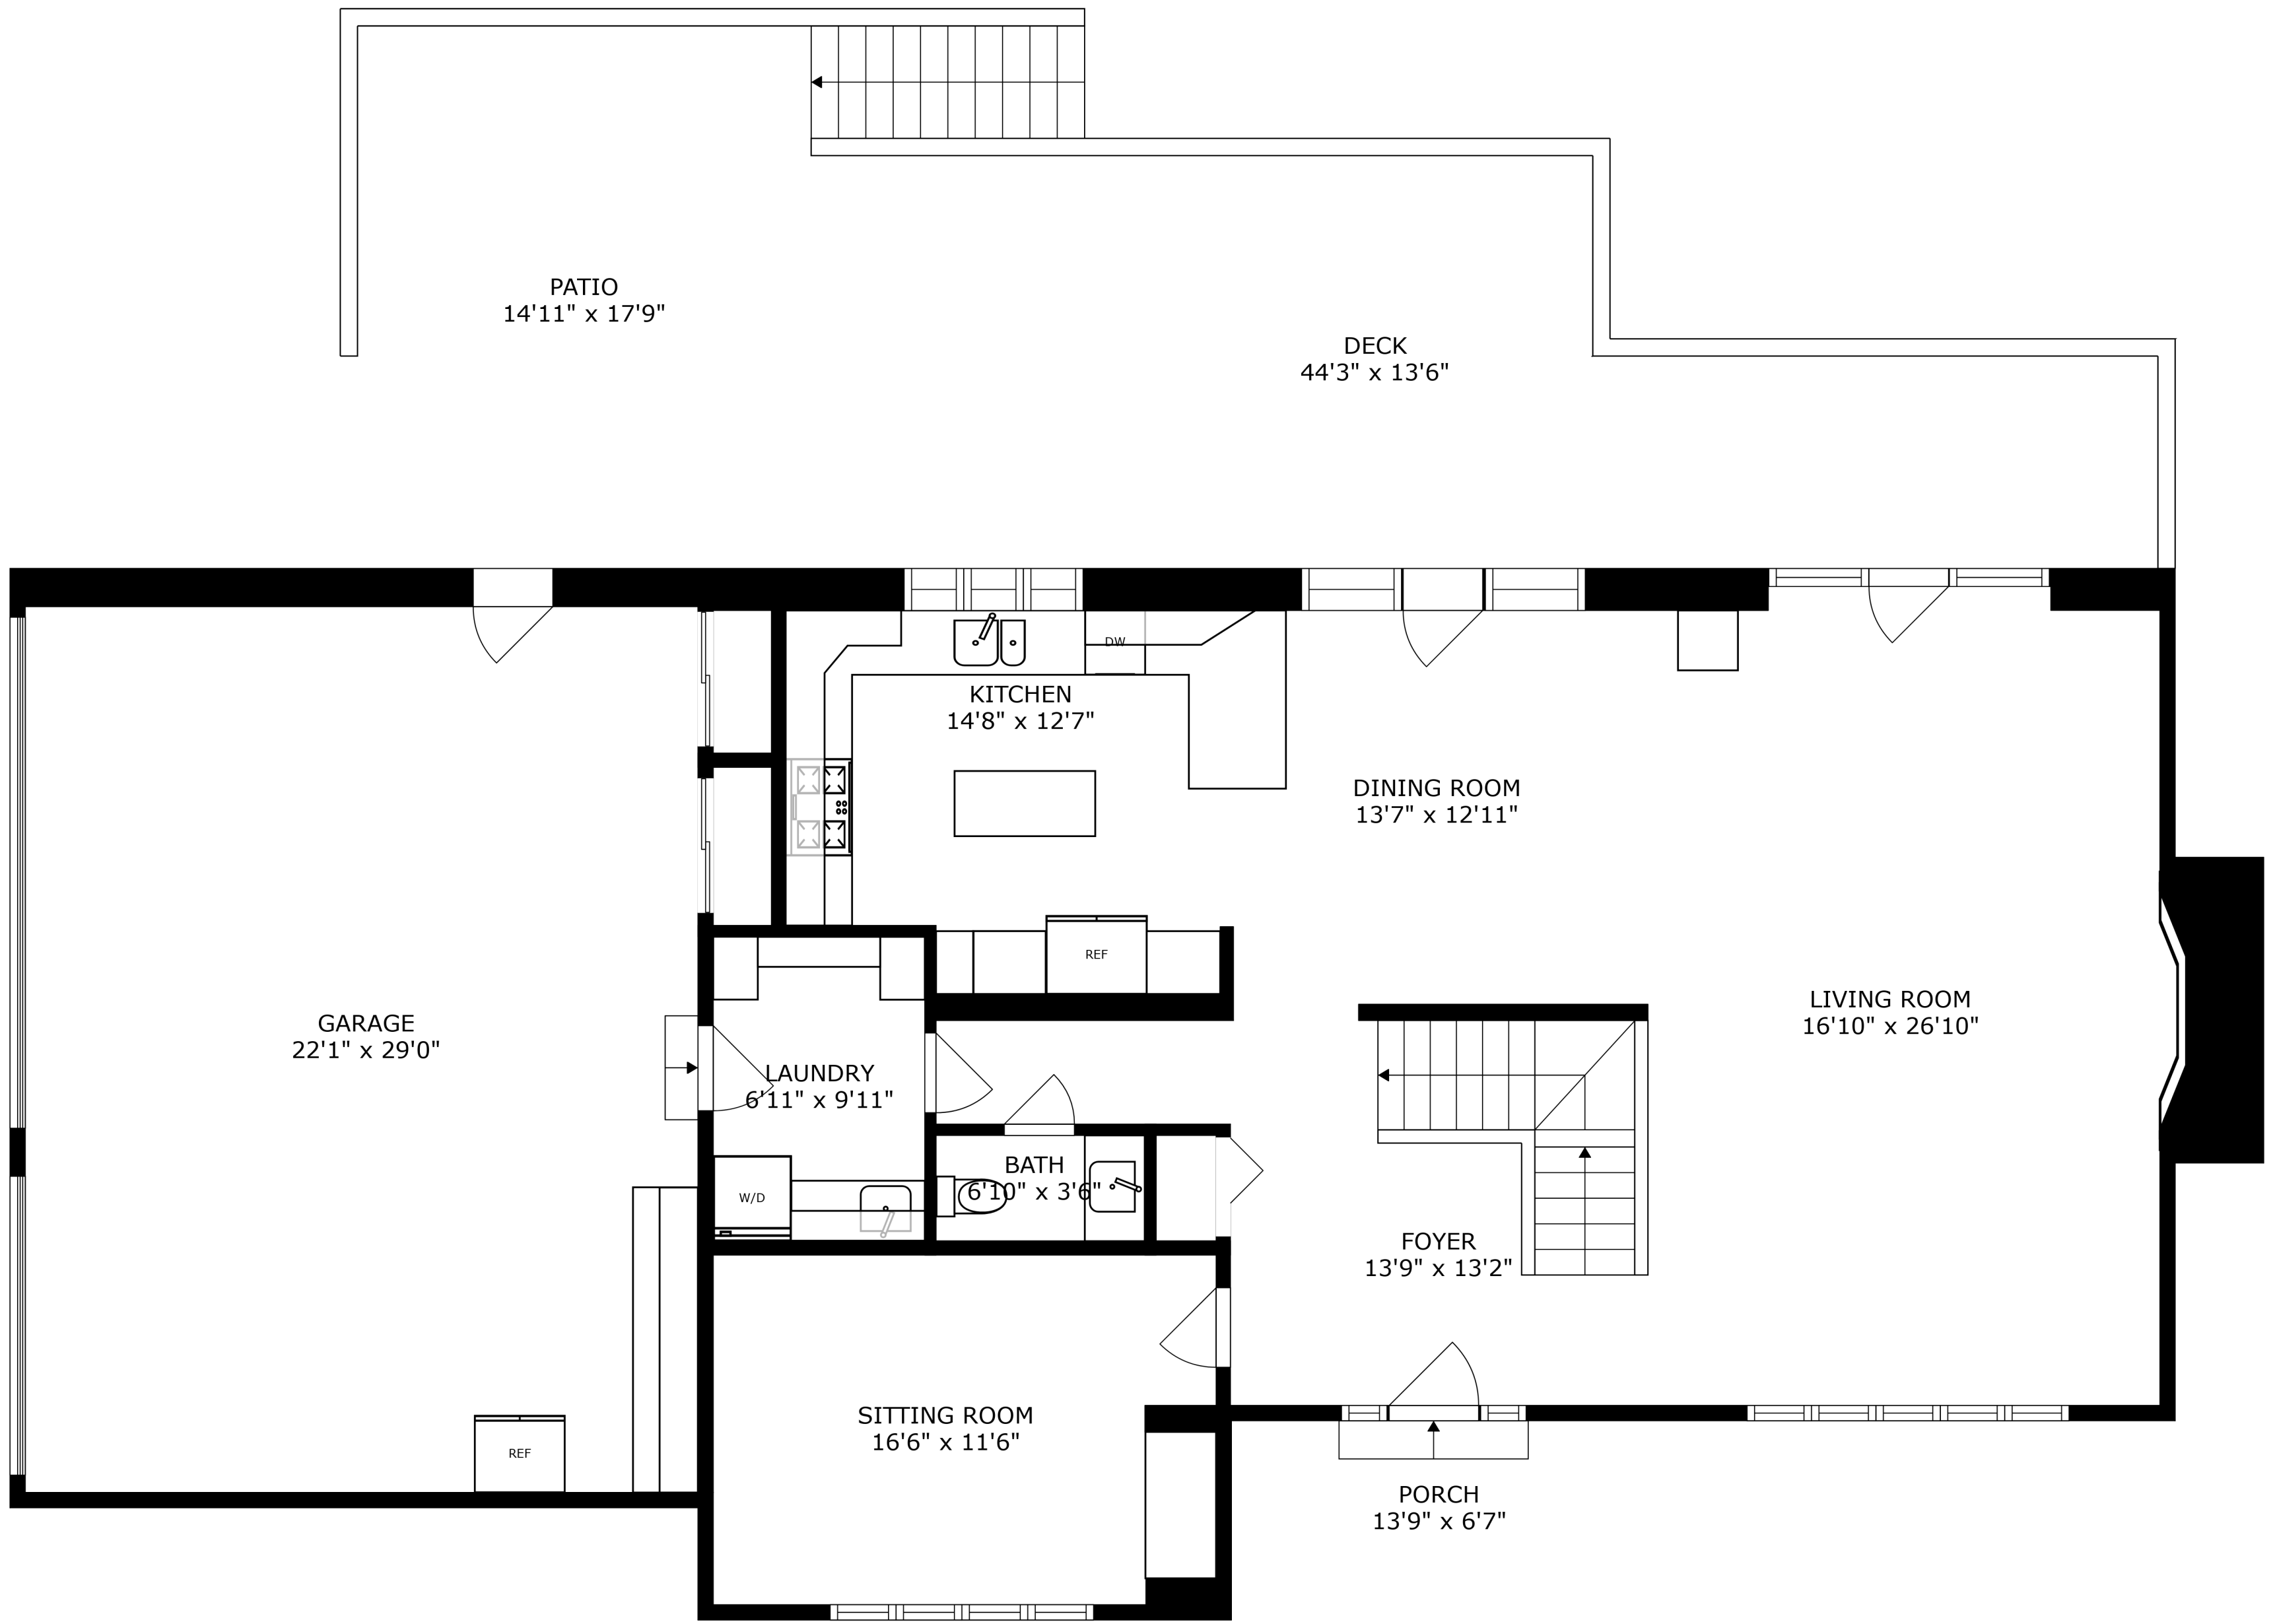 PATIO
14'11" x 17'9"
DECK
44'3" x 13'6"
DW
KITCHEN
14'8" x 12'7"
DINING ROOM
13'7" x 12'11"
REF
LIVING ROOM
16'10" x 26'10"
GARAGE
22'1" x 29'0"
LAUNDRY
6'11" x 9'11"
BATH
6'10" x 3'6"
W/D
FOYER
13'9" x 13'2"
SITTING ROOM
16'6" x 11'6"
REF
PORCH
13'9" x 6'7"